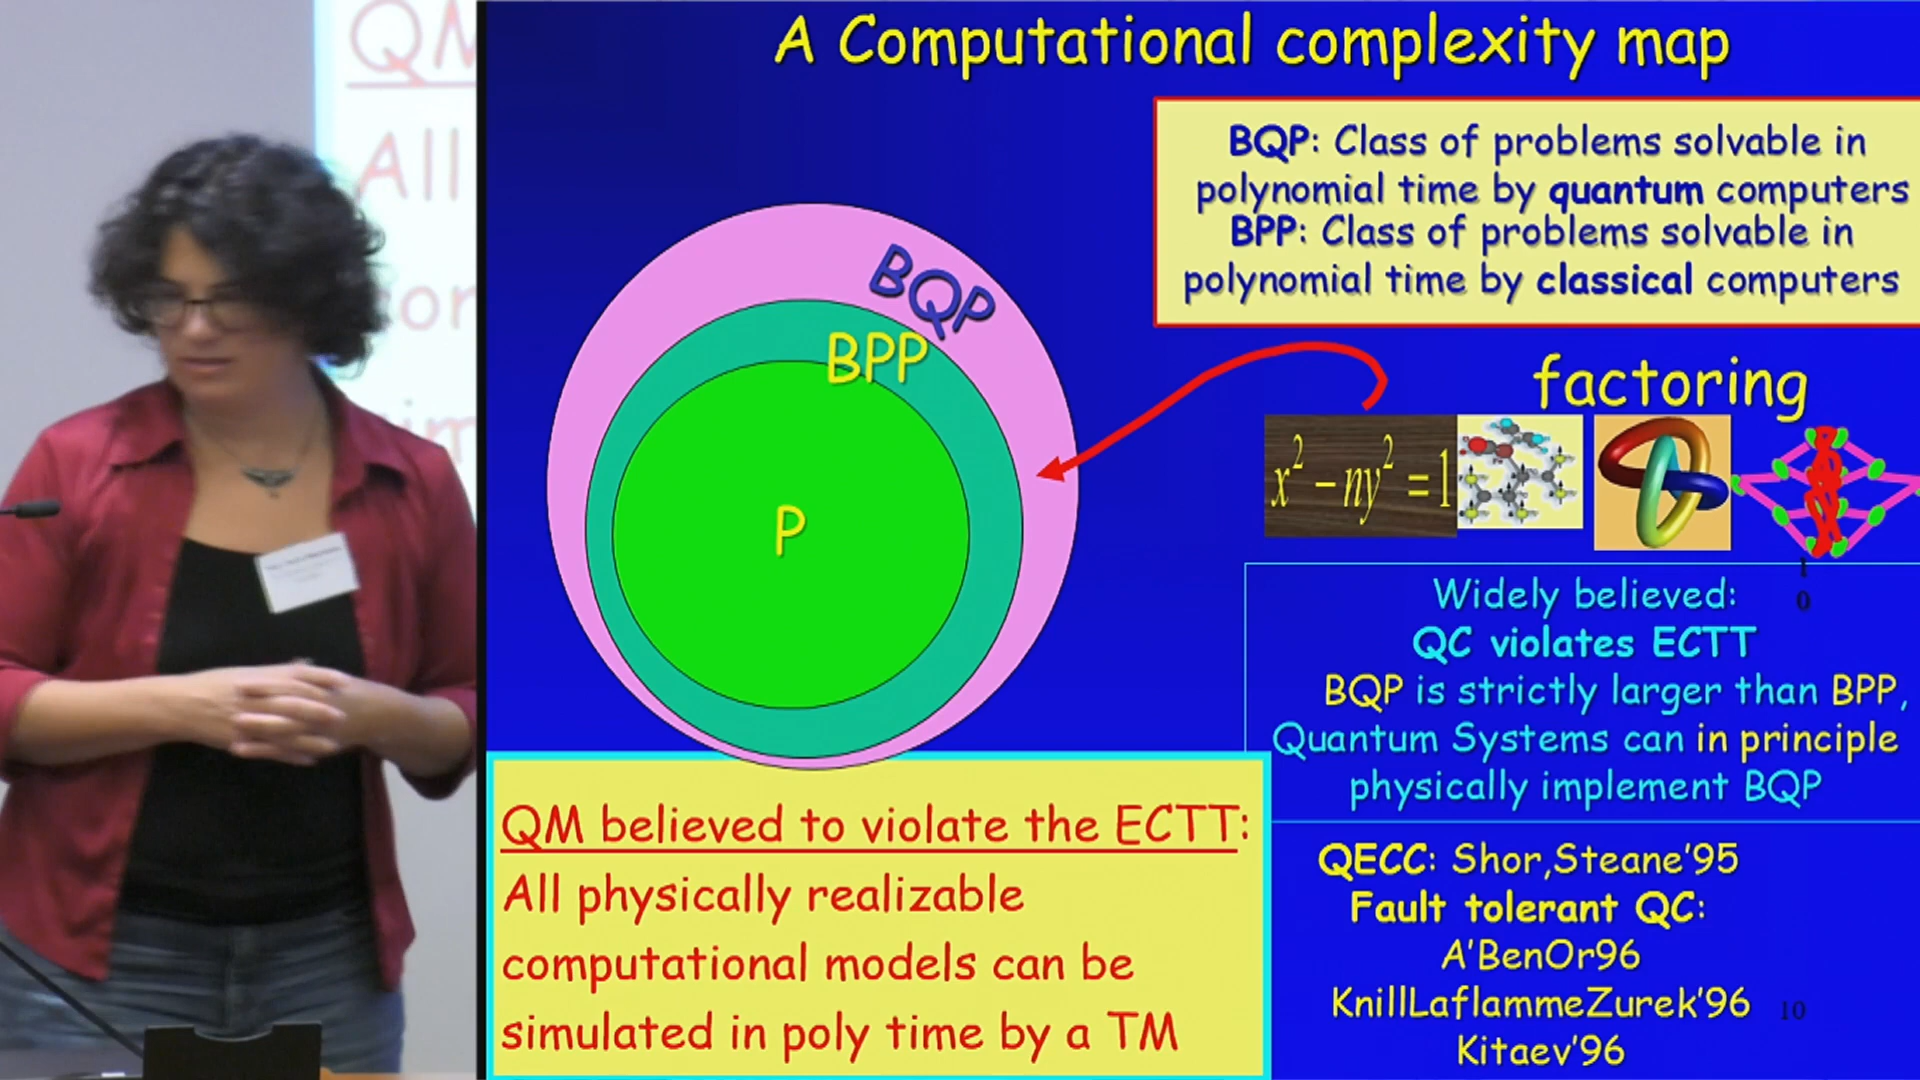 A Computational complexity map
BQP: Class of problems solvable in
polynomial time by quantum computers
BPP: Class of problems solvable in
polynomial time by classical computers
BQP
BPP
P
factoring
x² - ny² = 1
Widely believed:
QC violates ECTT
BQP is strictly larger than BPP,
Quantum Systems can in principle
physically implement BQP
1
0
QM believed to violate the ECTT:
All physically realizable
computational models can be
simulated in poly time by a TM
QECC: Shor,Steane'95
Fault tolerant QC:
A'BenOr96
KnillLaflammeZurek'96
Kitaev'96
10
QM
All